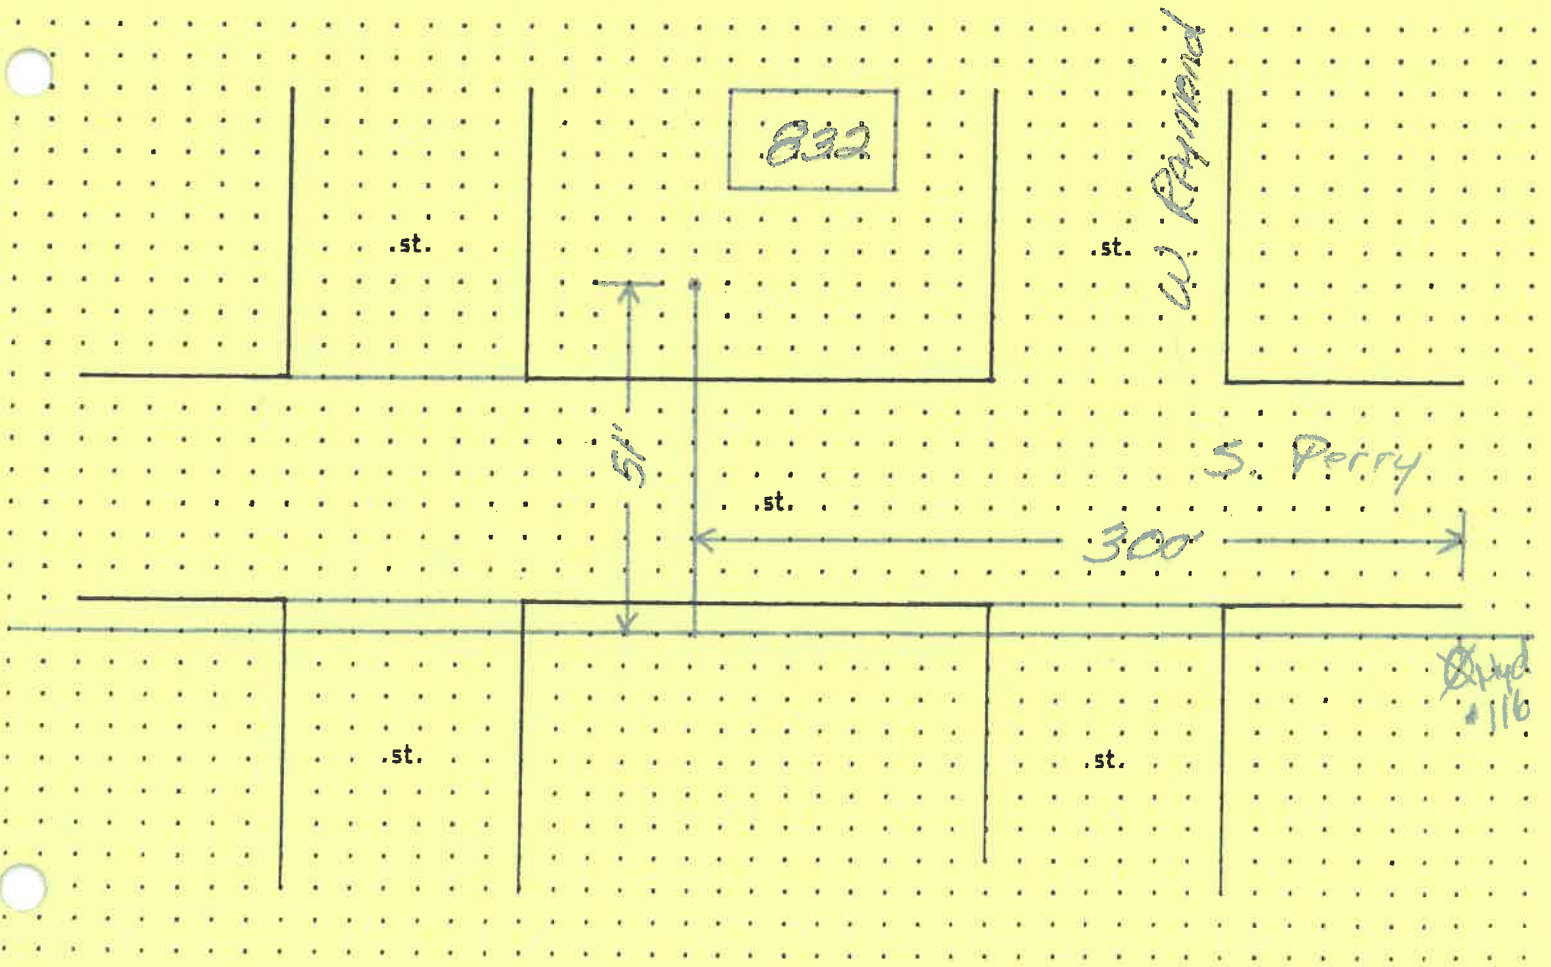 832
W Raymond
st.
st.
51'
S. Perry
st.
300'
Hyd
116
st.
st.